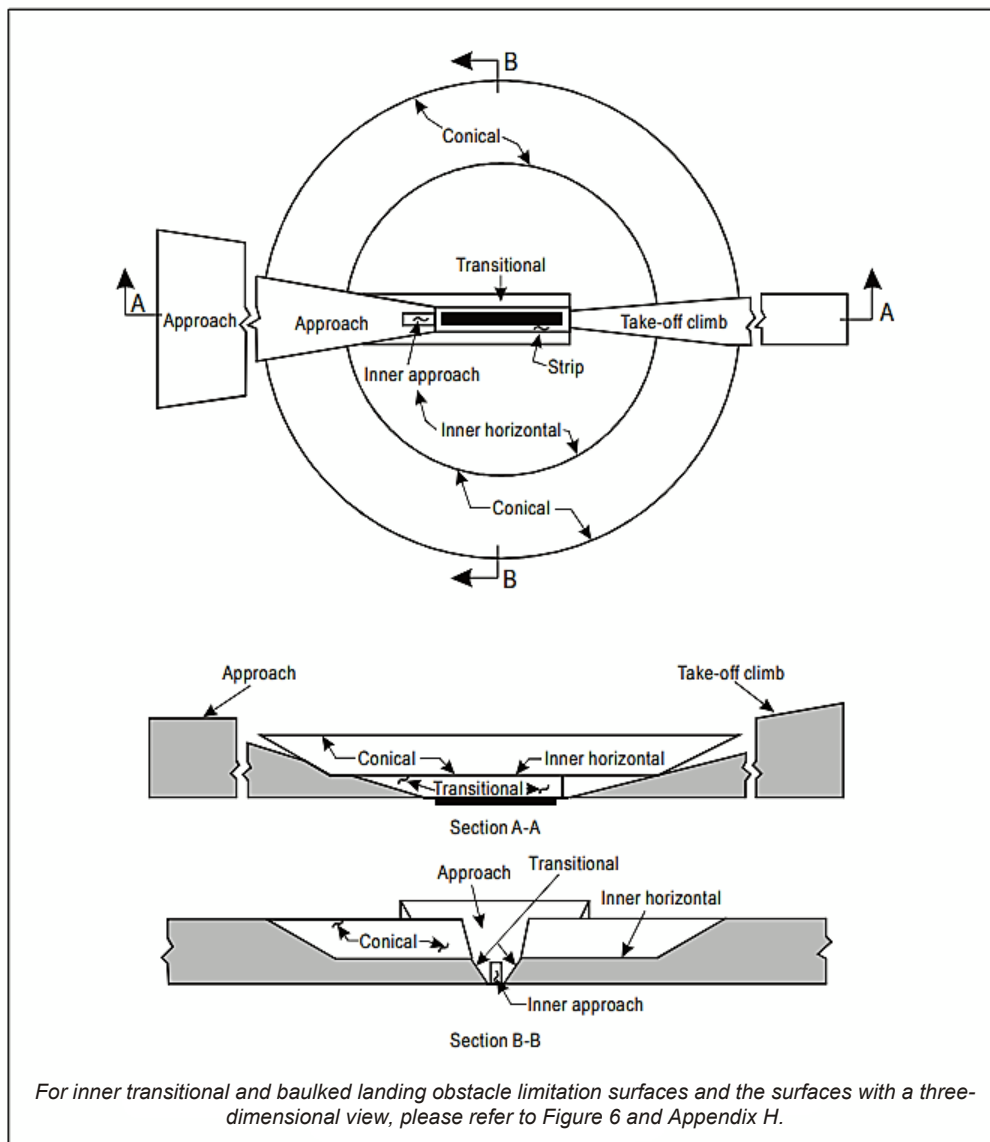 B
Conical
Transitional
A
Approach
Approach
Take-off climb
A
Inner approach
Strip
Inner horizontal
Conical
B
Approach
Take-off climb
Conical
Inner horizontal
Transitional
Section A-A
Transitional
Approach
Inner horizontal
Conical
Inner approach
Section B-B
For inner transitional and baulked landing obstacle limitation surfaces and the surfaces with a three-
dimensional view, please refer to Figure 6 and Appendix H.